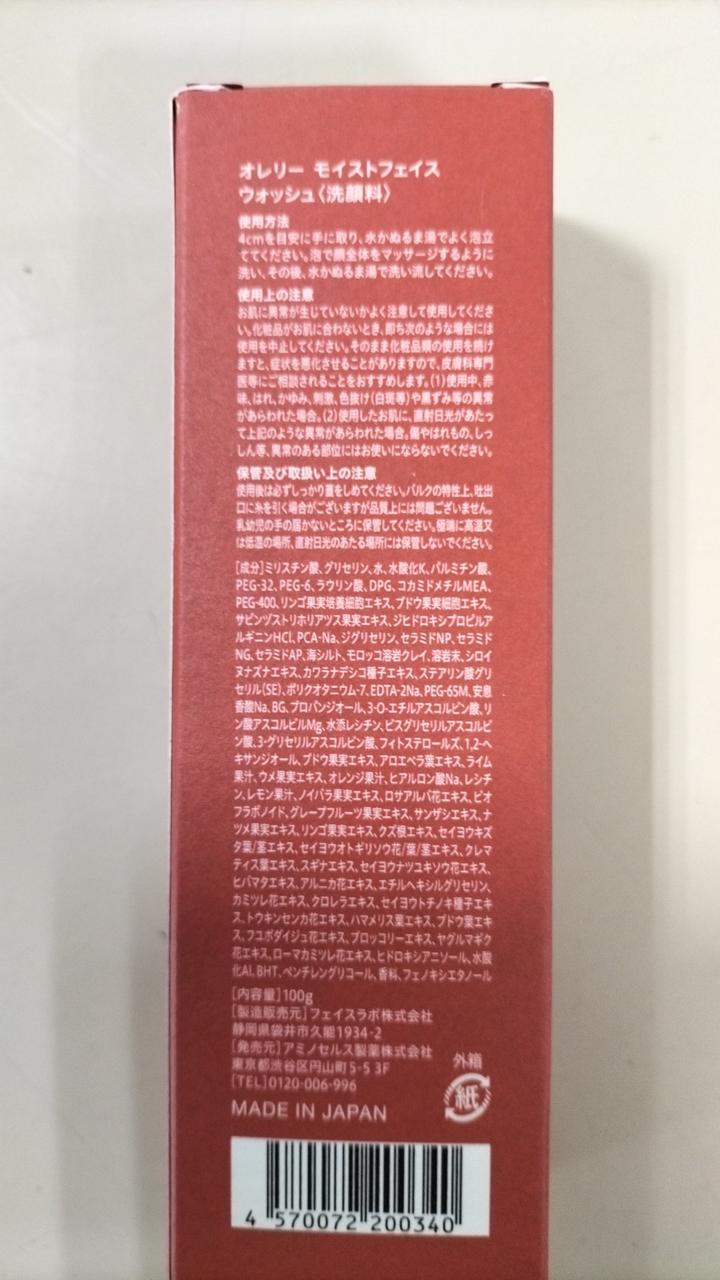 オレリー モイストフェイス
ウォッシュ〈洗顔料〉
使用方法
4cmを目安に手に取り、水かぬるま湯でよく泡立
ててください。泡で顔全体をマッサージするように
洗い、その後、水かぬるま湯で洗い流してください。
使用上の注意
お肌に異常が生じていないかよく注意して使用してくださ
い。化粧品がお肌に合わないとき、即ち次のような場合には
使用を中止してください。そのまま化粧品類の使用を続け
ますと、症状を悪化させることがありますので、皮膚科専門
医等にご相談されることをおすすめします。(1)使用中、赤
味、はれ、かゆみ、刺激、色抜け(白斑等)や黒ずみ等の異常
があらわれた場合。(2)使用したお肌に、直射日光があたっ
て上記のような異常があらわれた場合。傷やはれもの、しっ
しん等、異常のある部位にはお使いにならないでください。
保管及び取扱い上の注意
使用後は必ずしっかり蓋をしめてください。バルクの特性上、吐出
口に糸を引く場合がございますが品質上には問題ございません。
乳幼児の手の届かないところに保管してください。極端に高温又
は低温の場所、直射日光のあたる場所には保管しないでください。
[成分]ミリスチン酸、グリセリン、水、水酸化K、パルミチン酸、
PEG-32、PEG-6、ラウリン酸、DPG、コカミドメチルMEA、
PEG-400、リンゴ果実培養細胞エキス、ブドウ果実細胞エキス、
サピンヅストリホリアツス果実エキス、ジヒドロキシプロピルア
ルギニンHCl、PCA-Na、ジグリセリン、セラミドNP、セラミド
NG、セラミドAP、海シルト、モロッコ溶岩クレイ、溶岩末、シロイ
ヌナズナエキス、カワラナデシコ種子エキス、ステアリン酸グリ
セリル(SE)、ポリクオタニウム-7、EDTA-2Na、PEG-65M、安息
香酸Na、BG、プロパンジオール、3-O-エチルアスコルビン酸、リ
ン酸アスコルビルMg、水添レシチン、ビスグリセリルアスコルビ
ン酸、3-グリセリルアスコルビン酸、フィトステロールズ、1,2-ヘ
キサンジオール、ブドウ果実エキス、アロエベラ葉エキス、ライム
果汁、ウメ果実エキス、オレンジ果汁、ヒアルロン酸Na、レシチ
ン、レモン果汁、ノイバラ果実エキス、ロサアルバ花エキス、ビオ
フラボノイド、グレープフルーツ果実エキス、サンザシエキス、ナ
ツメ果実エキス、リンゴ果実エキス、クズ根エキス、セイヨウキズ
タ葉/茎エキス、セイヨウオトギリソウ花/葉/茎エキス、クレマ
ティス葉エキス、スギナエキス、セイヨウナツユキソウ花エキス、
ヒバマタエキス、アルニカ花エキス、エチルヘキシルグリセリン、
カミツレ花エキス、クロレラエキス、セイヨウトチノキ種子エキ
ス、トウキンセンカ花エキス、ハマメリス葉エキス、ブドウ葉エキ
ス、フユボダイジュ花エキス、ブロッコリーエキス、ヤグルマギク
花エキス、ローマカミツレ花エキス、ヒドロキシアニソール、水酸
化Al、BHT、ペンチレングリコール、香料、フェノキシエタノール
[内容量]100g
[製造販売元]フェイスラボ株式会社
静岡県袋井市久能1934-2
[発売元]アミノセルス製薬株式会社
東京都渋谷区円山町5-5 3F
[TEL]0120-006-996
外箱
紙
MADE IN JAPAN
4 570072 200340